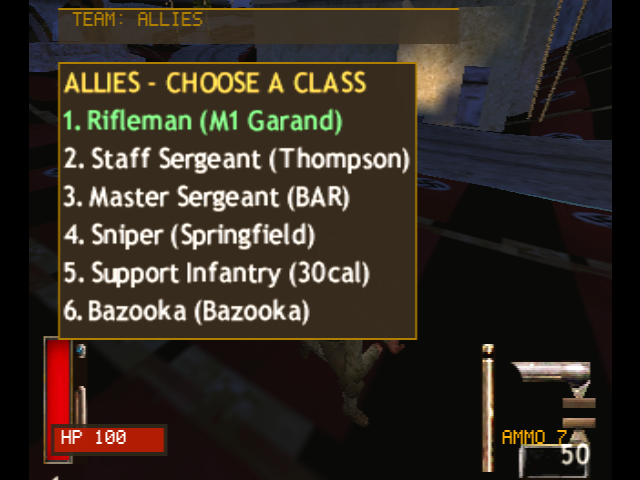 TEAM: ALLIES
ALLIES - CHOOSE A CLASS
1. Rifleman (M1 Garand)
2. Staff Sergeant (Thompson)
3. Master Sergeant (BAR)
4. Sniper (Springfield)
5. Support Infantry (30cal)
6. Bazooka (Bazooka)
HP 100
AMMO 7
50